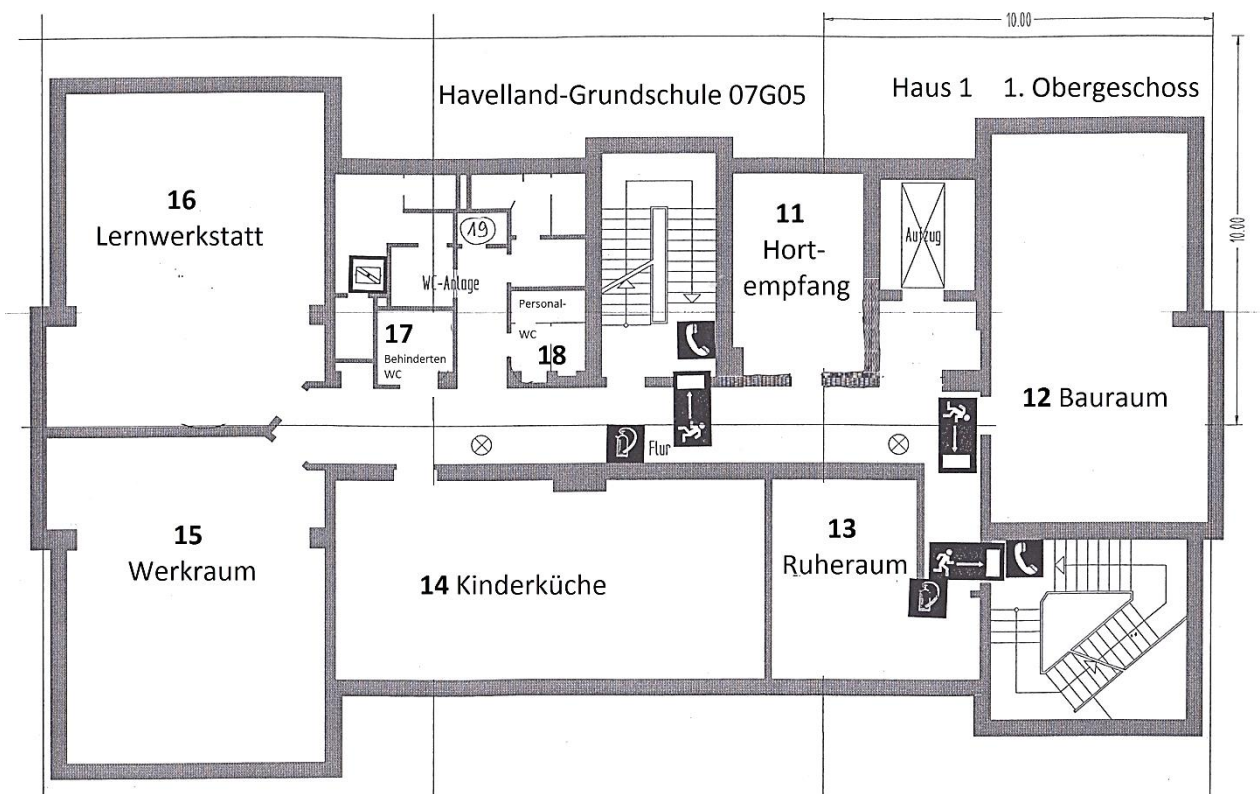 10.00
Havelland-Grundschule 07G05
Haus 1 1. Obergeschoss
10.00
16
Lernwerkstatt
19
11
Hort-
empfang
Aufzug
WC-Anlage
Personal-
WC
18
17
Behinderten
WC
12 Bauraum
Flur
15
Werkraum
14 Kinderküche
13
Ruheraum